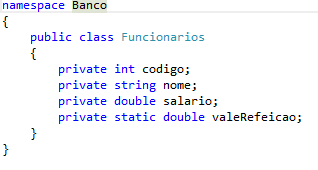 namespace Banco
{
    public class Funcionarios
    {
        private int codigo;
        private string nome;
        private double salario;
        private static double valeRefeicao;
    }
}